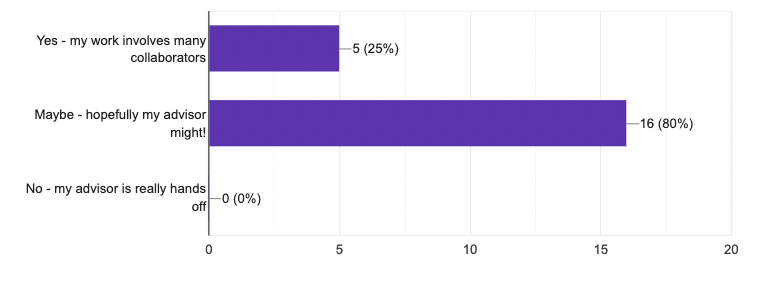 Yes - my work involves many
collaborators
5 (25%)
Maybe - hopefully my advisor
might!
16 (80%)
No - my advisor is really hands
off
0 (0%)
0 5 10 15 20